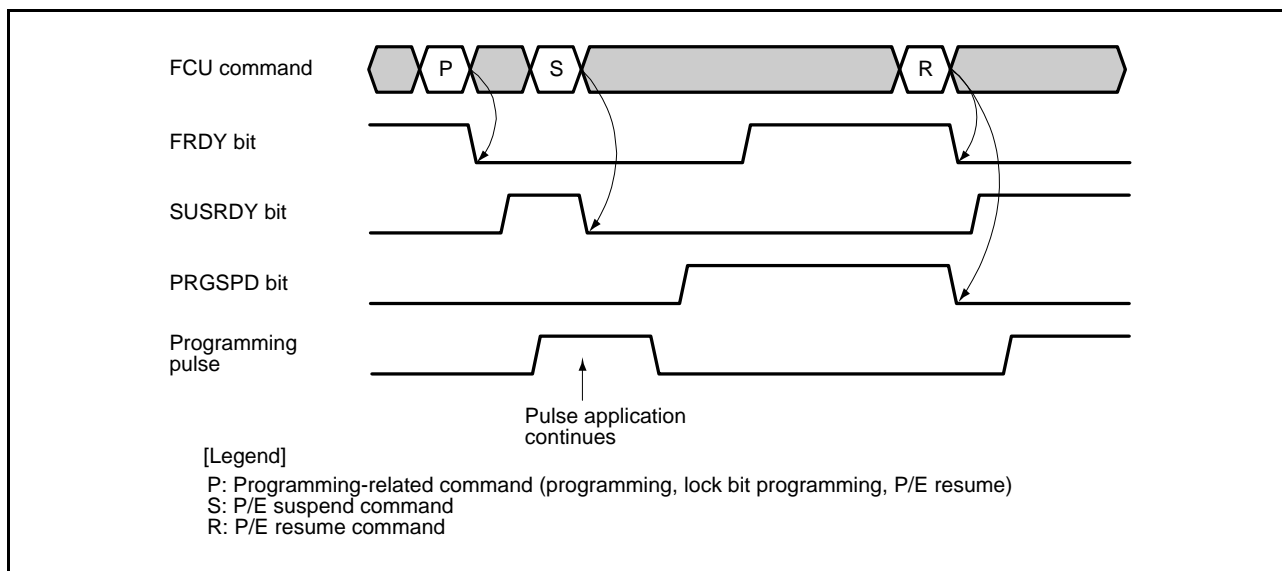 FCU command
P
S
R
FRDY bit
SUSRDY bit
PRGSPD bit
Programming
pulse
Pulse application
continues
[Legend]
P: Programming-related command (programming, lock bit programming, P/E resume)
S: P/E suspend command
R: P/E resume command